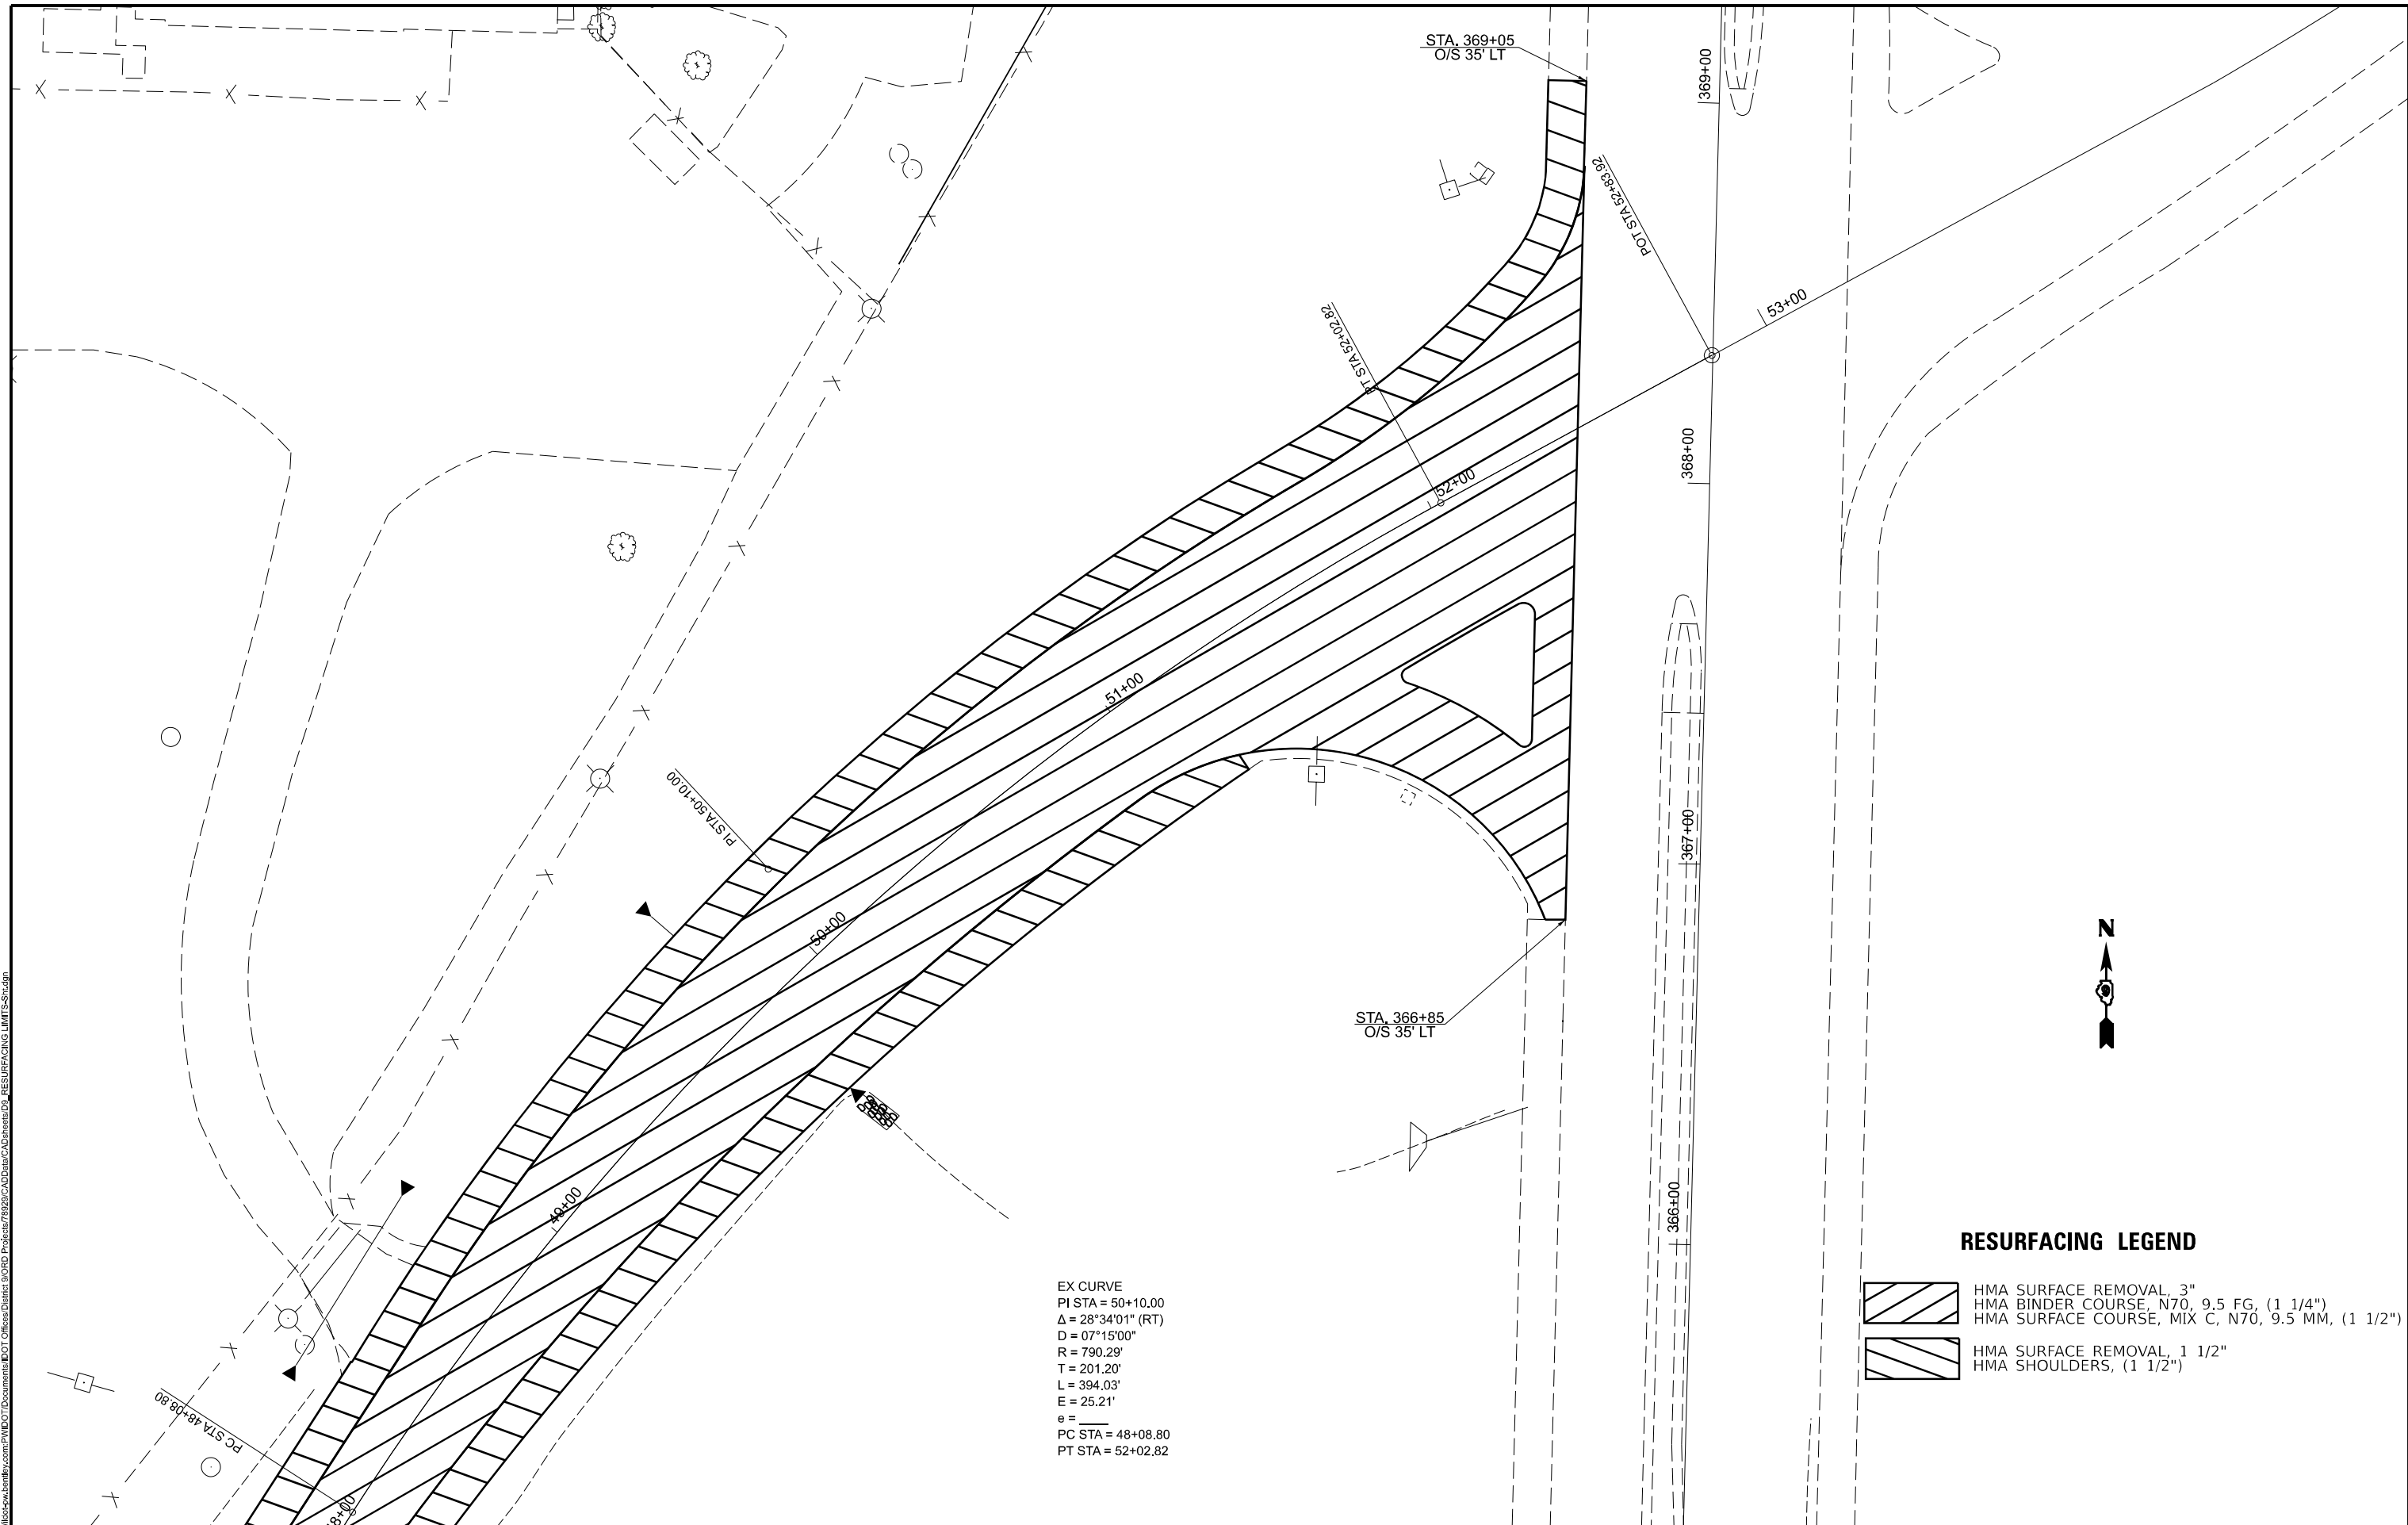 STA. 369+05
O/S 35' LT
369+00
POT STA 52+83.92
53+00
PT STA 52+02.82
368+00
52+00
51+00
PI STA 50+10.00
367+00
50+00
N
STA. 366+85
O/S 35' LT
49+00
366+00
RESURFACING LEGEND
HMA SURFACE REMOVAL, 3"
HMA BINDER COURSE, N70, 9.5 FG, (1 1/4")
HMA SURFACE COURSE, MIX C, N70, 9.5 MM, (1 1/2")
HMA SURFACE REMOVAL, 1 1/2"
HMA SHOULDERS, (1 1/2")
EX CURVE
PI STA = 50+10.00
Δ = 28°34'01" (RT)
D = 07°15'00"
R = 790.29'
T = 201.20'
L = 394.03'
E = 25.21'
e = ____
PC STA = 48+08.80
PT STA = 52+02.82
PC STA 48+08.80
8+00